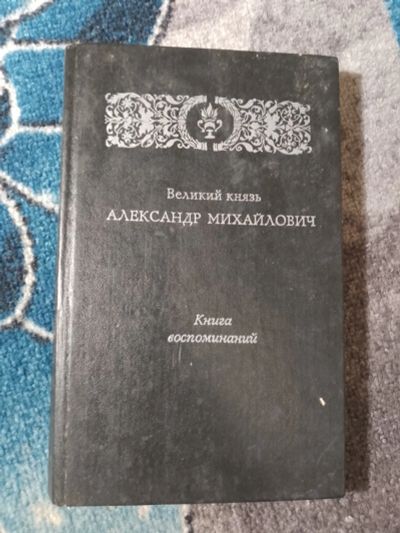 Великий князь
АЛЕКСАНДР МИХАЙЛОВИЧ
Книга
воспоминаний